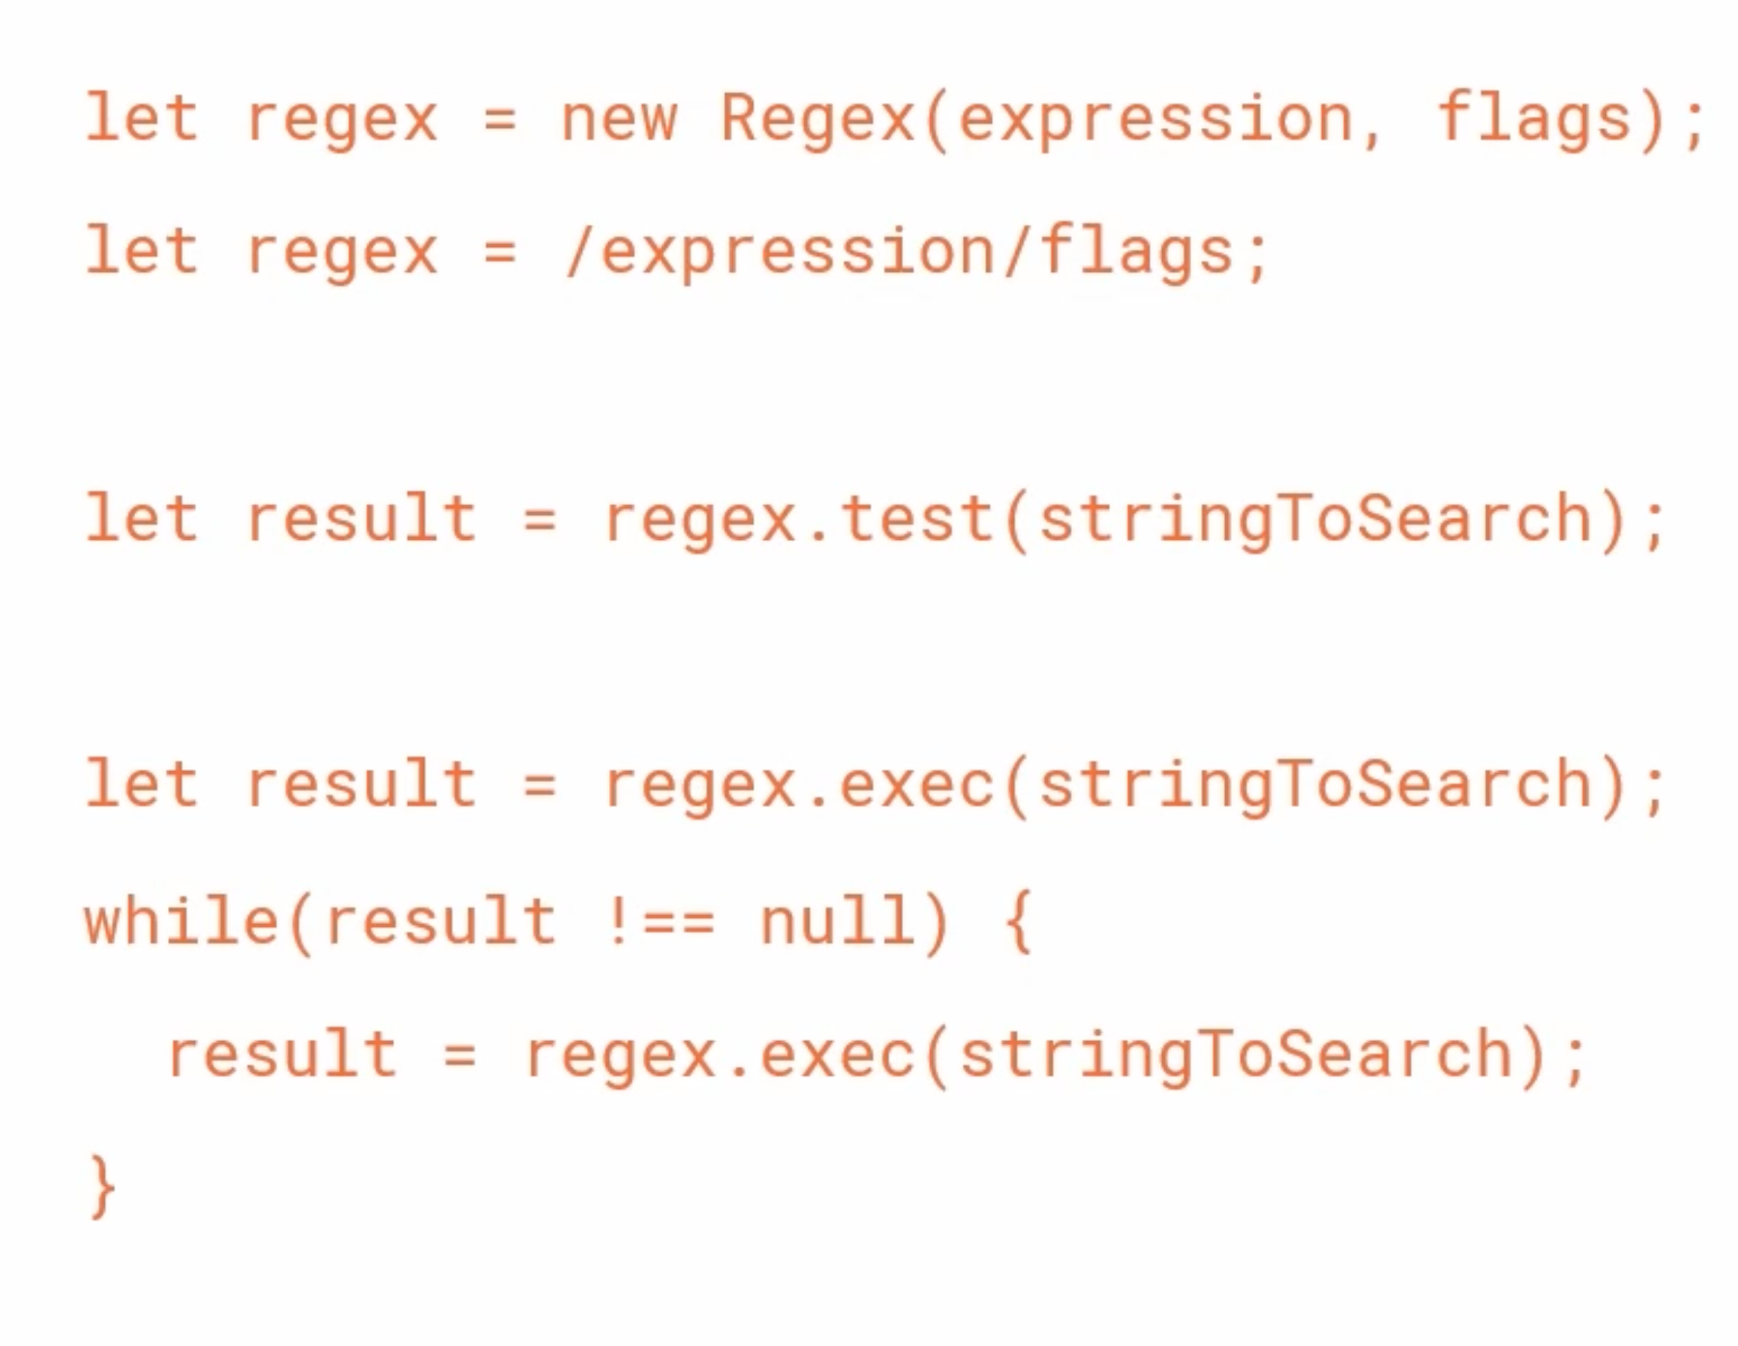 let regex = new Regex(expression, flags);
let regex = /expression/flags;
let result = regex.test(stringToSearch);
let result = regex.exec(stringToSearch);
while(result !== null) {
  result = regex.exec(stringToSearch);
}